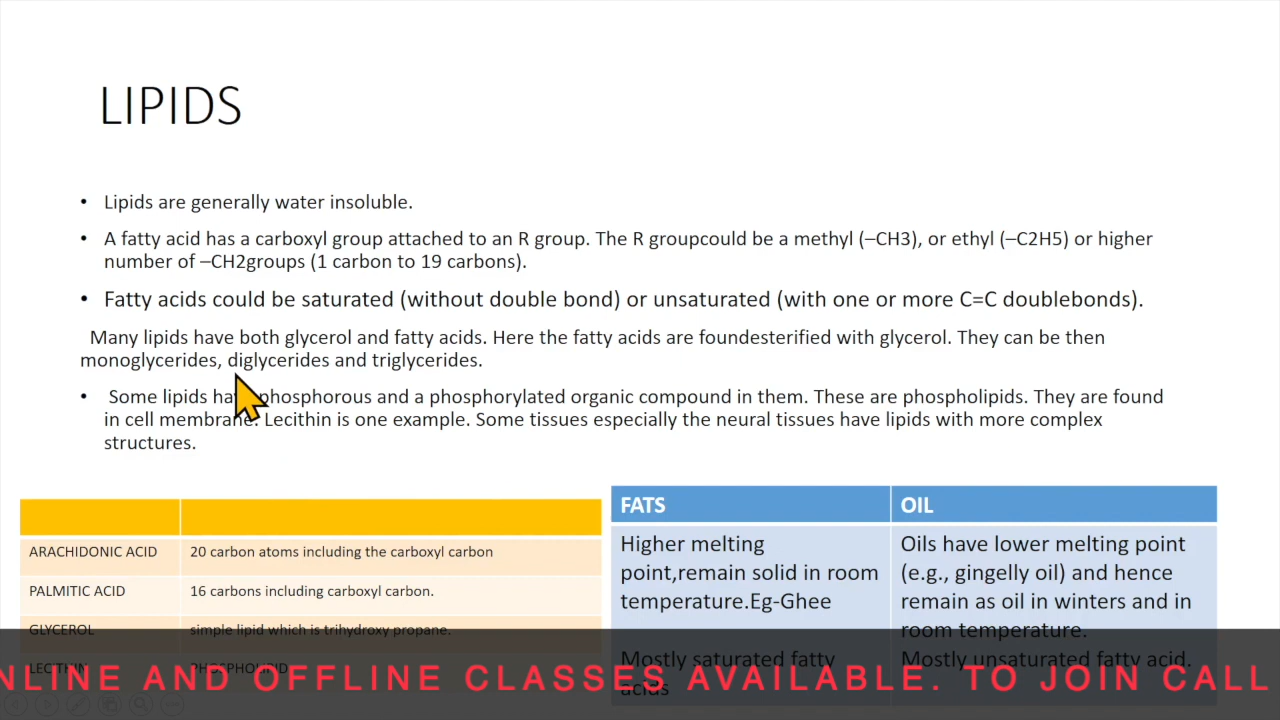 LIPIDS
• Lipids are generally water insoluble.
• A fatty acid has a carboxyl group attached to an R group. The R groupcould be a methyl (–CH3), or ethyl (–C2H5) or higher
number of –CH2groups (1 carbon to 19 carbons).
• Fatty acids could be saturated (without double bond) or unsaturated (with one or more C=C doublebonds).
Many lipids have both glycerol and fatty acids. Here the fatty acids are foundesterified with glycerol. They can be then
monoglycerides, diglycerides and triglycerides.
• Some lipids have phosphorous and a phosphorylated organic compound in them. These are phospholipids. They are found
in cell membrane. Lecithin is one example. Some tissues especially the neural tissues have lipids with more complex
structures.
ARACHIDONIC ACID 20 carbon atoms including the carboxyl carbon
PALMITIC ACID 16 carbons including carboxyl carbon.
GLYCEROL simple lipid which is trihydroxy propane.
LECITHIN PHOSPHOLIPID
FATS OIL
Higher melting
point,remain solid in room
temperature.Eg-Ghee
Mostly saturated fatty
acids
Oils have lower melting point
(e.g., gingelly oil) and hence
remain as oil in winters and in
room temperature.
Mostly unsaturated fatty acid.
NLINE AND OFFLINE CLASSES AVAILABLE. TO JOIN CALL